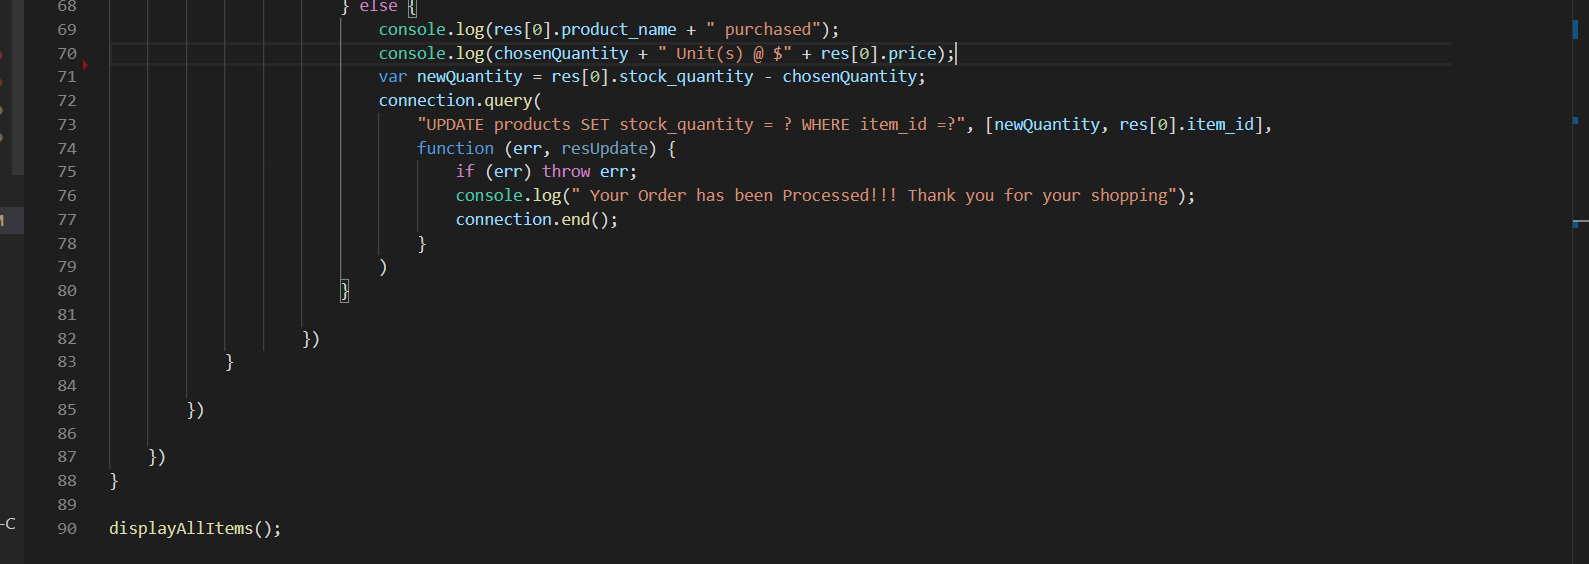 68 } else {
69 console.log(res[0].product_name + " purchased");
70 console.log(chosenQuantity + " Unit(s) @ $" + res[0].price);
71 var newQuantity = res[0].stock_quantity - chosenQuantity;
72 connection.query(
73 "UPDATE products SET stock_quantity = ? WHERE item_id =?", [newQuantity, res[0].item_id],
74 function (err, resUpdate) {
75 if (err) throw err;
76 console.log(" Your Order has been Processed!!! Thank you for your shopping");
77 connection.end();
78 }
79 )
80 }
81
82 })
83 }
84
85 })
86
87 })
88 }
89
-C
90 displayAllItems();